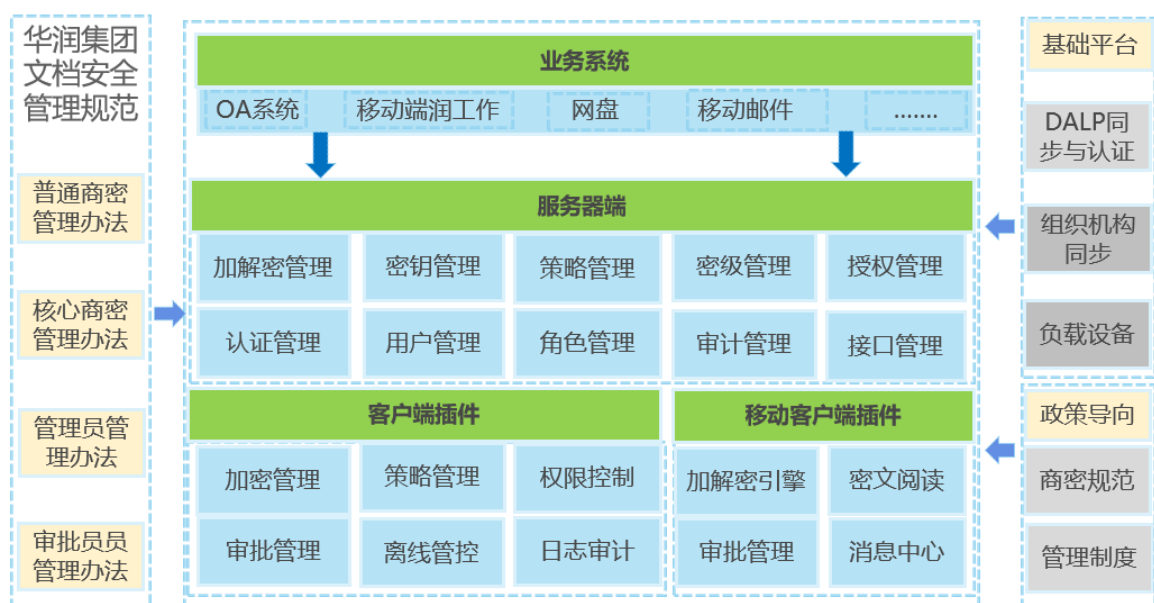 华润集团
文档安全
管理规范
普通商密
管理办法
核心商密
管理办法
管理员管
理办法
审批员员
管理办法
业务系统
OA系统
移动端润工作
网盘
移动邮件
.......
服务器端
加解密管理
密钥管理
策略管理
密级管理
授权管理
认证管理
用户管理
角色管理
审计管理
接口管理
客户端插件
加密管理
策略管理
权限控制
审批管理
离线管控
日志审计
移动客户端插件
加解密引擎
密文阅读
审批管理
消息中心
基础平台
DALP同
步与认证
组织机构
同步
负载设备
政策导向
商密规范
管理制度